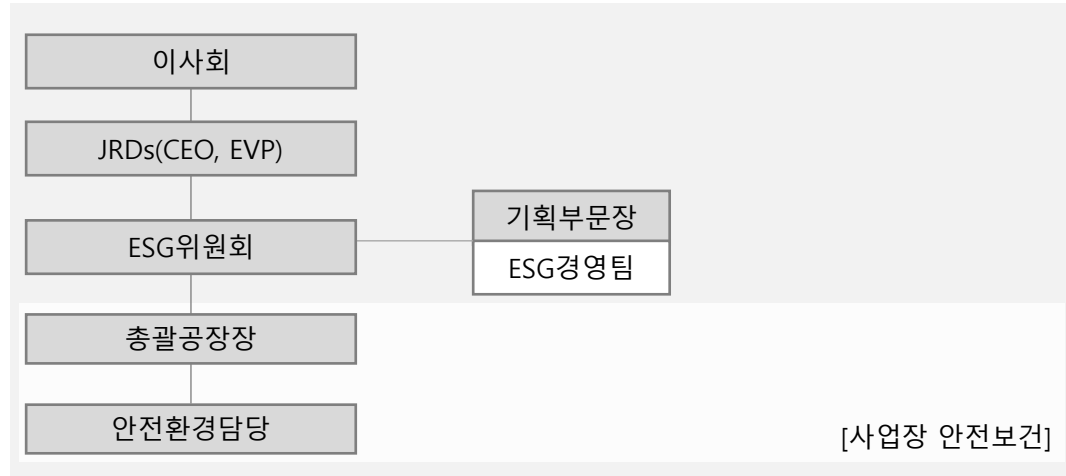 이사회
JRDs(CEO, EVP)
ESG위원회
기획부문장
ESG경영팀
총괄공장장
안전환경담당
[사업장 안전보건]